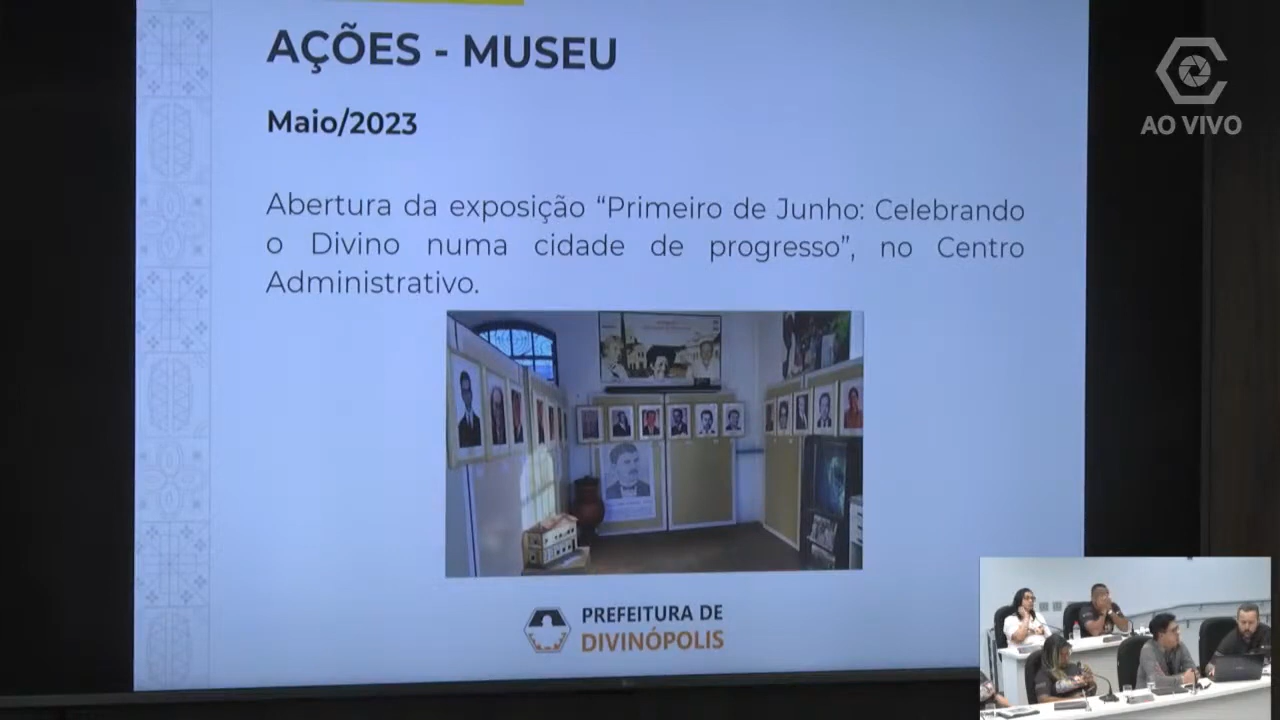 AÇÕES - MUSEU
Maio/2023
Abertura da exposição “Primeiro de Junho: Celebrando
o Divino numa cidade de progresso”, no Centro
Administrativo.
PREFEITURA DE
DIVINÓPOLIS
AO VIVO